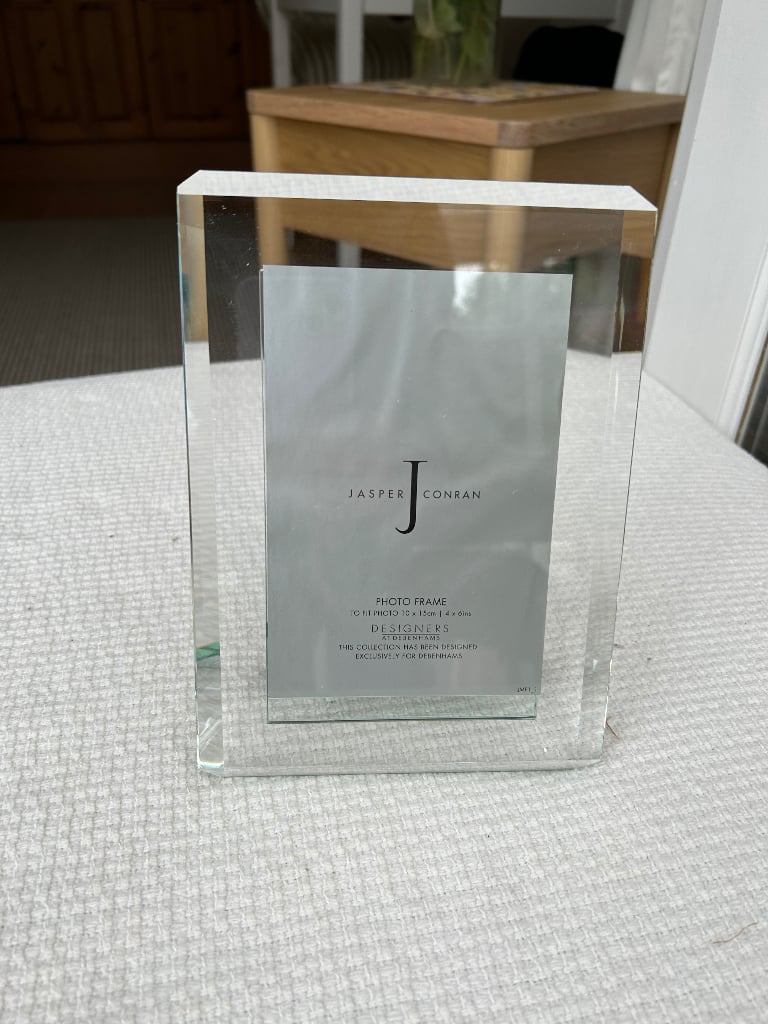 JASPER J CONRAN
PHOTO FRAME
TO FIT PHOTO 10 x 15cm | 4 x 6ins
DESIGNERS
AT DEBENHAMS
THIS COLLECTION HAS BEEN DESIGNED
EXCLUSIVELY FOR DEBENHAMS